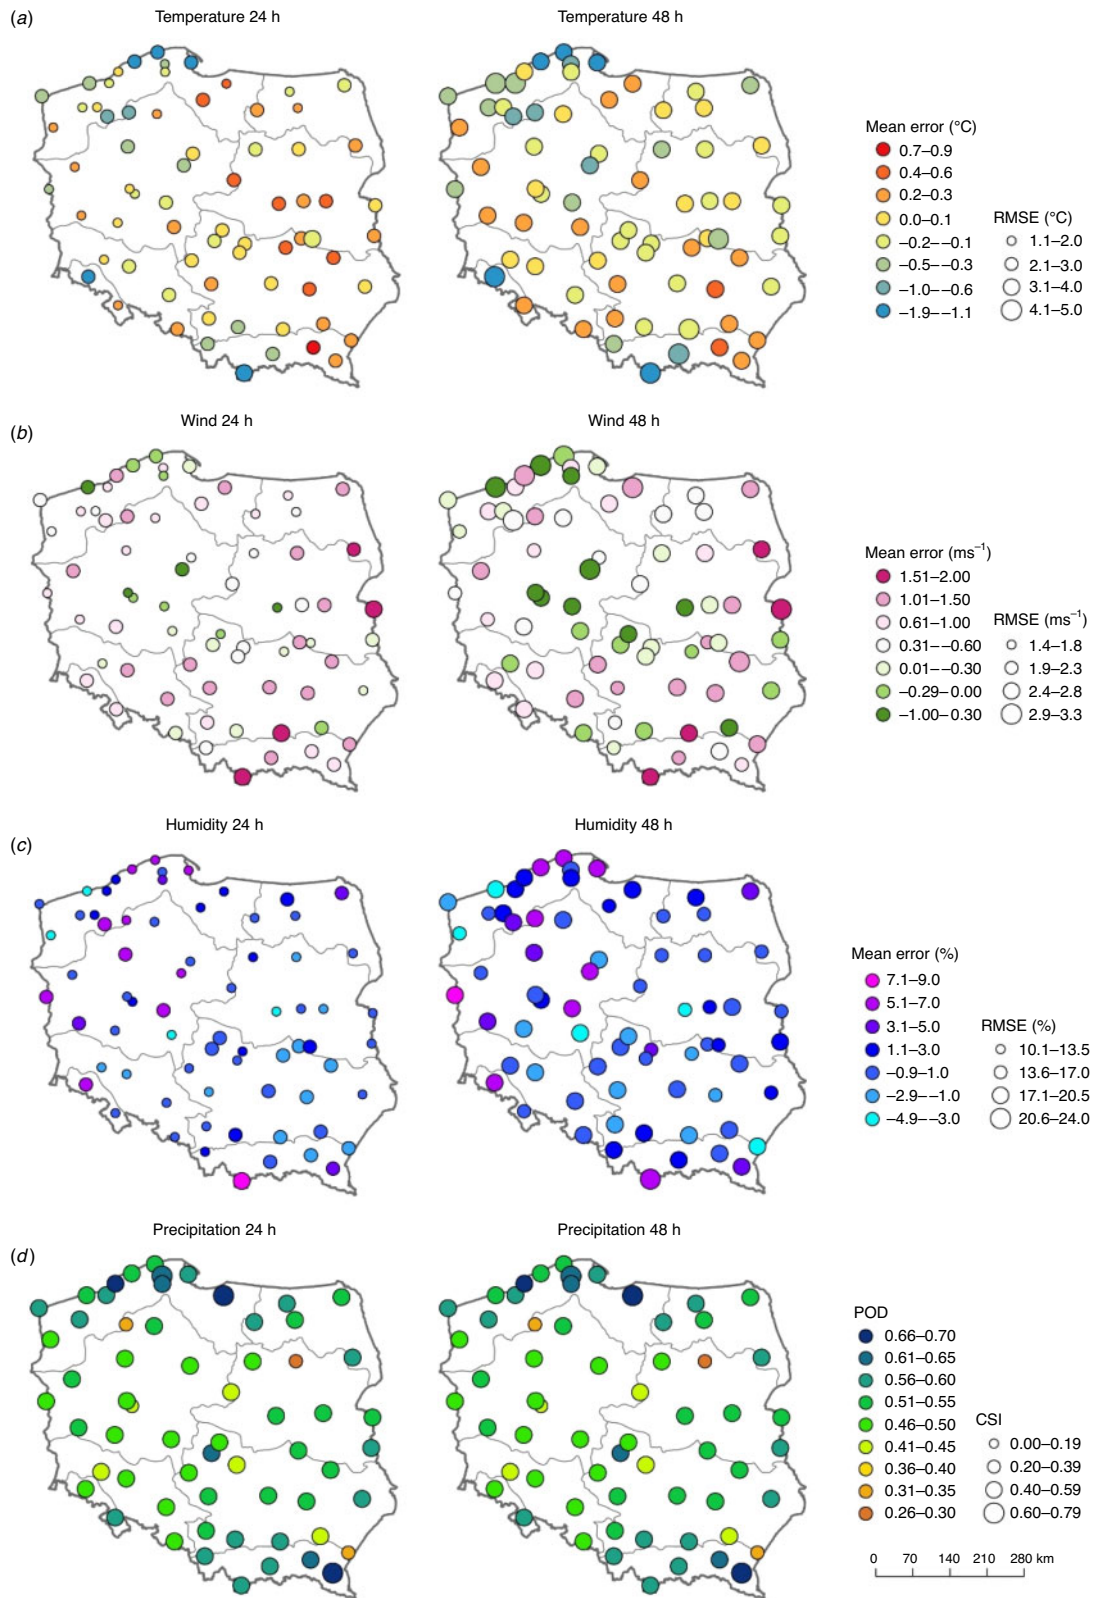 (a)
Temperature 24 h
Temperature 48 h
Mean error (°C)
0.7–0.9
0.4–0.6
0.2–0.3
0.0–0.1
–0.2–-0.1
–0.5–-0.3
–1.0–-0.6
–1.9–-1.1
RMSE (°C)
1.1–2.0
2.1–3.0
3.1–4.0
4.1–5.0
(b)
Wind 24 h
Wind 48 h
Mean error (ms⁻¹)
1.51–2.00
1.01–1.50
0.61–1.00
0.31–-0.60
0.01–-0.30
–0.29–0.00
–1.00–0.30
RMSE (ms⁻¹)
1.4–1.8
1.9–2.3
2.4–2.8
2.9–3.3
(c)
Humidity 24 h
Humidity 48 h
Mean error (%)
7.1–9.0
5.1–7.0
3.1–5.0
1.1–3.0
–0.9–1.0
–2.9–-1.0
–4.9–-3.0
RMSE (%)
10.1–13.5
13.6–17.0
17.1–20.5
20.6–24.0
(d)
Precipitation 24 h
Precipitation 48 h
POD
0.66–0.70
0.61–0.65
0.56–0.60
0.51–0.55
0.46–0.50
0.41–0.45
0.36–0.40
0.31–0.35
0.26–0.30
CSI
0.00–0.19
0.20–0.39
0.40–0.59
0.60–0.79
0 70 140 210 280 km